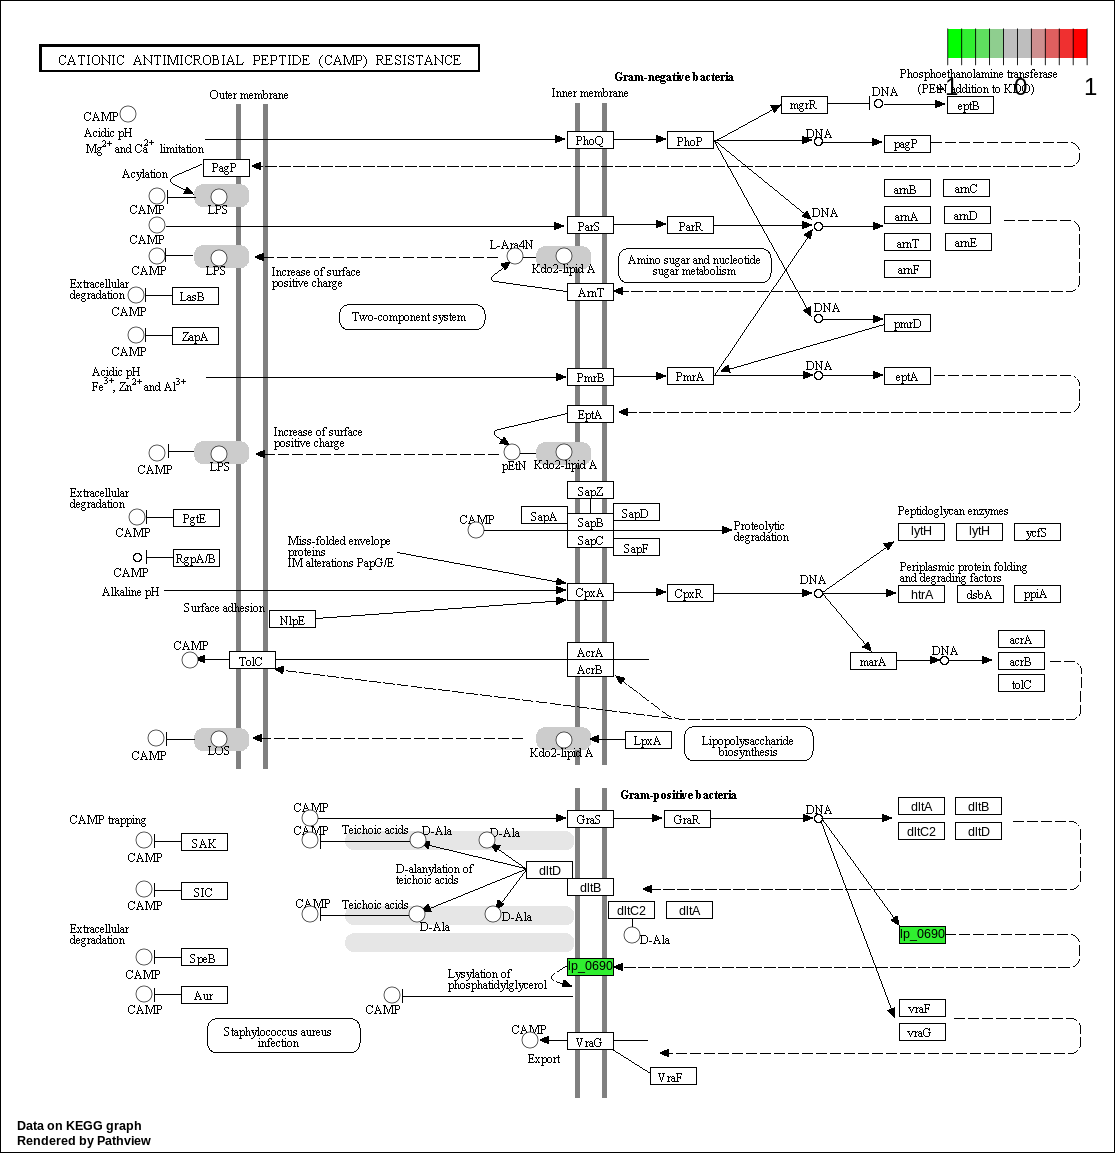 CATIONIC ANTIMICROBIAL PEPTIDE (CAMP) RESISTANCE
-1 0 1
Gram-negative bacteria
Phosphoethanolamine transferase
(PEtN addition to KDO)
Outer membrane
Inner membrane
CAMP
mgrR
DNA
eptB
Acidic pH
Mg2+ and Ca2+ limitation
PhoQ
PhoP
DNA
pagP
PagP
Acylation
CAMP
LPS
arnB
arnC
arnA
arnD
arnT
arnE
arnF
CAMP
ParS
ParR
DNA
CAMP
LPS
L-Ara4N
Kdo2-lipid A
Increase of surface
positive charge
Amino sugar and nucleotide
sugar metabolism
Extracellular
degradation
CAMP
LasB
ArnT
Two-component system
DNA
pmrD
CAMP
ZapA
Acidic pH
Fe3+, Zn2+ and Al3+
PmrB
PmrA
DNA
eptA
EptA
Increase of surface
positive charge
CAMP
LPS
pEtN
Kdo2-lipid A
Extracellular
degradation
CAMP
PgtE
SapZ
SapA
SapB
SapD
SapC
SapF
CAMP
Proteolytic
degradation
Peptidoglycan enzymes
lytH
lytH
ycfS
CAMP
RgpA/B
Miss-folded envelope
proteins
IM alterations PapG/E
Periplasmic protein folding
and degrading factors
htrA
dsbA
ppiA
Alkaline pH
CpxA
CpxR
DNA
Surface adhesion
NlpE
CAMP
TolC
AcrA
AcrB
marA
DNA
acrA
acrB
tolC
CAMP
LOS
Kdo2-lipid A
LpxA
Lipopolysaccharide
biosynthesis
Gram-positive bacteria
CAMP trapping
CAMP
SAK
CAMP
CAMP
Teichoic acids
D-Ala
D-Ala
GraS
GraR
DNA
dltA
dltB
dltC2
dltD
D-alanylation of
teichoic acids
dltD
dltB
CAMP
SIC
CAMP
Teichoic acids
D-Ala
D-Ala
dltC2
dltA
D-Ala
Extracellular
degradation
CAMP
SpeB
lp_0690
lp_0690
Lysylation of
phosphatidylglycerol
CAMP
Aur
CAMP
vraF
vraG
Staphylococcus aureus
infection
CAMP
Export
VraG
VraF
Data on KEGG graph
Rendered by Pathview